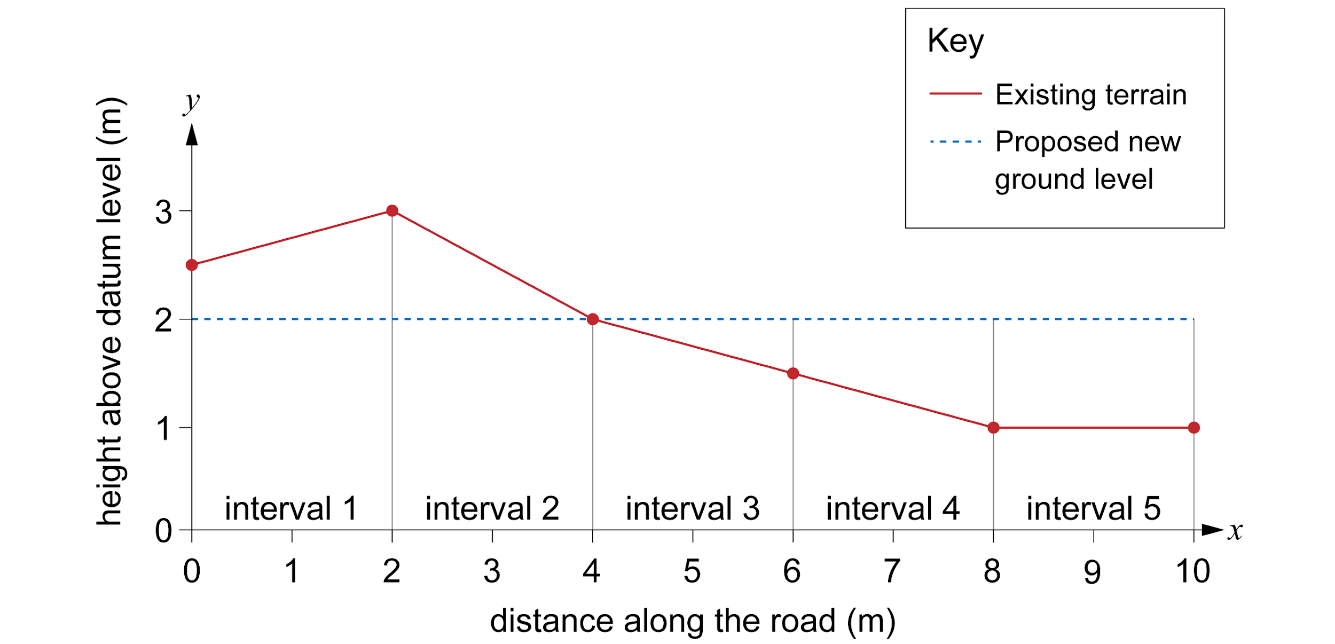 Key
Existing terrain
Proposed new
ground level
y
height above datum level (m)
3
2
1
0
interval 1 interval 2 interval 3 interval 4 interval 5
x
0 1 2 3 4 5 6 7 8 9 10
distance along the road (m)